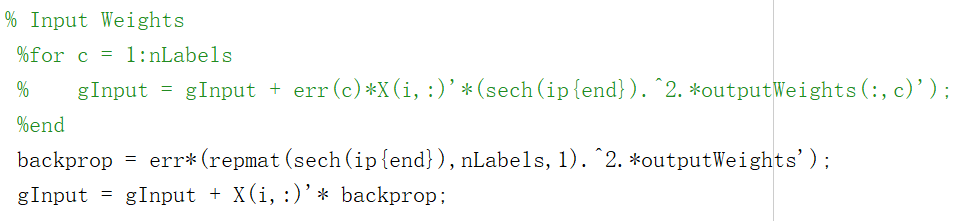 % Input Weights
%for c = 1:nLabels
%    gInput = gInput + err(c)*X(i,:)'*(sech(ip{end}).^2.*outputWeights(:,c)');
%end
backprop = err*(repmat(sech(ip{end}),nLabels,1).^2.*outputWeights');
gInput = gInput + X(i,:)'* backprop;